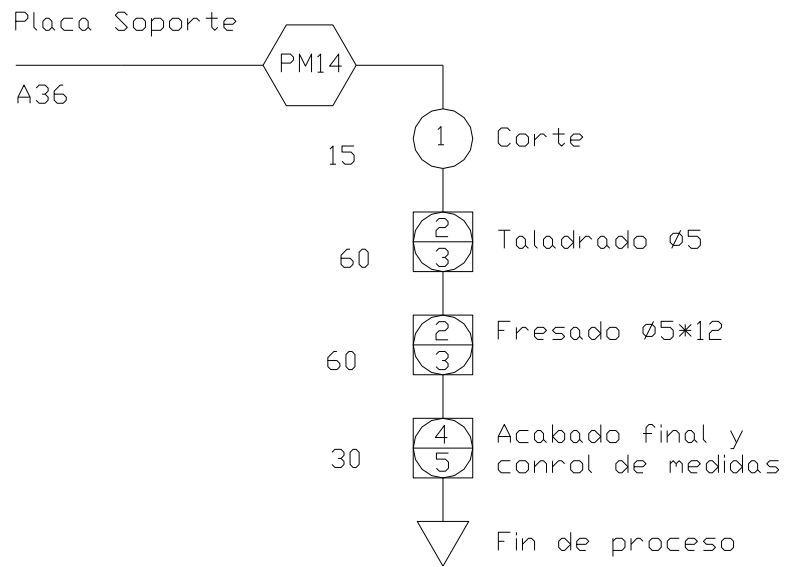 Placa Soporte
PM14
A36
1
Corte
15
2
Taladrado Ø5
3
60
2
Fresado Ø5*12
3
60
4
Acabado final y
5
conrol de medidas
30
Fin de proceso